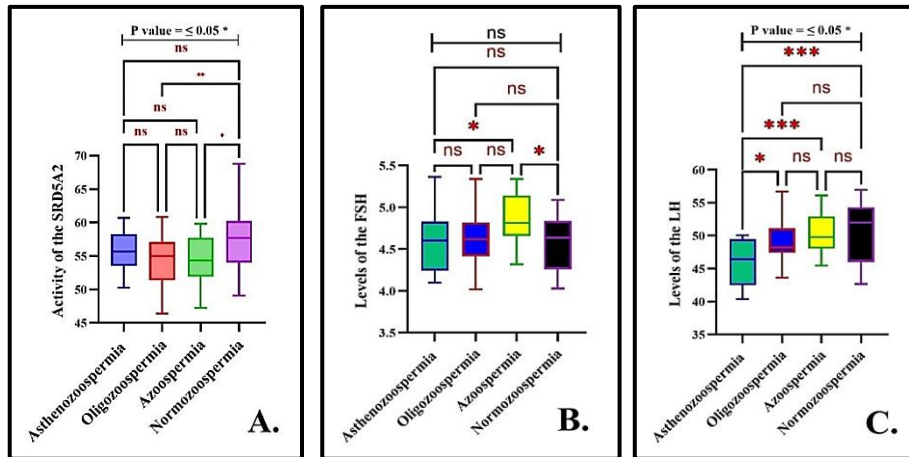 P value = ≤ 0.05 *
ns
**
ns
ns
ns
*
70
65
60
55
50
45
Activity of the SRD5A2
Asthenozoospermia
Oligozoospermia
Azoospermia
Normozoospermia
A.
ns
ns
ns
*
ns
ns
*
5.5
5.0
4.5
4.0
3.5
3.0
Levels of the FSH
Asthenozoospermia
Oligozoospermia
Azoospermia
Normozoospermia
B.
P value = ≤ 0.05 *
***
ns
***
*
ns
ns
60
55
50
45
40
35
Levels of the LH
Asthenozoospermia
Oligozoospermia
Azoospermia
Normozoospermia
C.